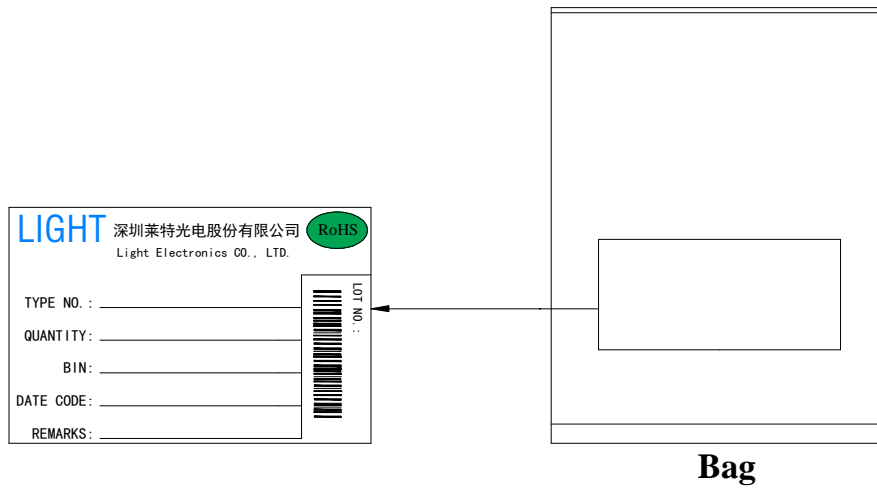 LIGHT 深圳莱特光电股份有限公司 RoHS
Light Electronics CO., LTD.
LOT NO.:
TYPE NO.:
QUANTITY:
BIN:
DATE CODE:
REMARKS:
Bag